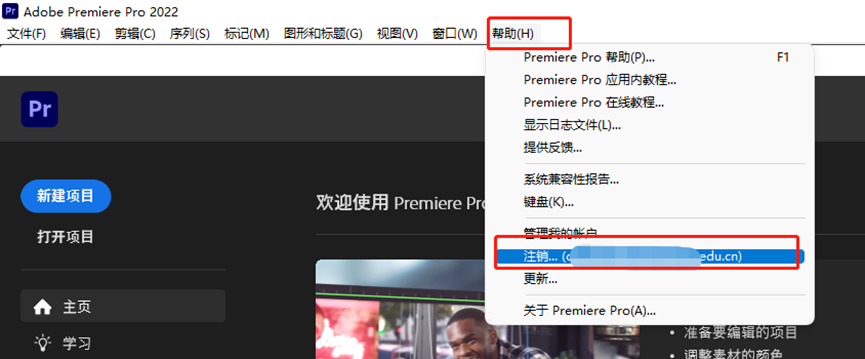 Pr Adobe Premiere Pro 2022
文件(F) 编辑(E) 剪辑(C) 序列(S) 标记(M) 图形和标题(G) 视图(V) 窗口(W) 帮助(H)
Premiere Pro 帮助(P)... F1
Premiere Pro 应用内教程...
Premiere Pro 在线教程...
显示日志文件(L)...
提供反馈...
系统兼容性报告...
键盘(K)...
管理我的帐户
注销... ( edu.cn)
更新...
关于 Premiere Pro(A)...
Pr
新建项目
打开项目
主页
学习
欢迎使用 Premiere Pro
准备要编辑的项目
调整素材的颜色